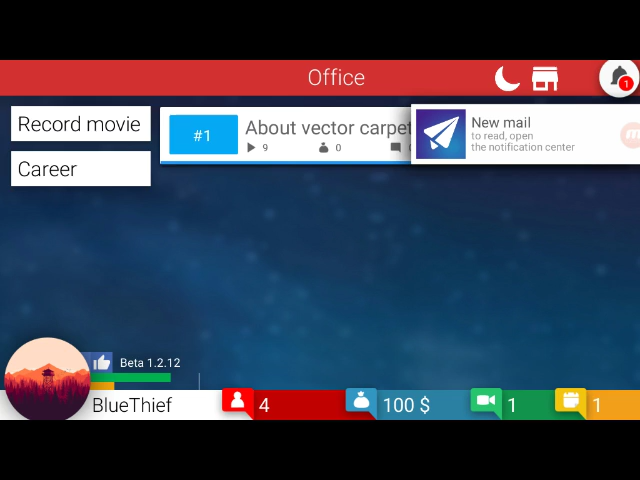 Office
1
Record movie
#1
About vector carpet
9
0
New mail
to read, open
the notification center
Career
Beta 1.2.12
BlueThief
4
100 $
1
1